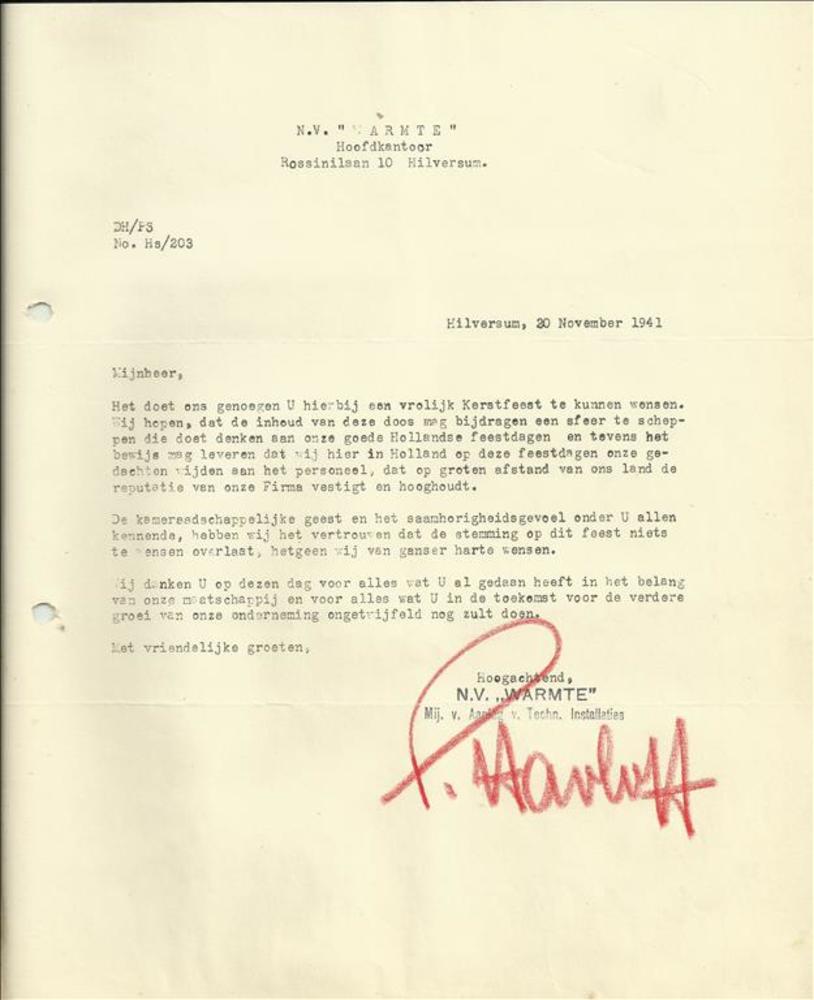 N.V. "WARMTE"
Hoofdkantoor
Rossinilaan 10 Hilversum.
DH/PS
No. Hs/203
Hilversum, 20 November 1941
Mijnheer,
Het doet ons genoegen U hierbij een vrolijk Kerstfeest te kunnen wensen.
Wij hopen, dat de inhoud van deze doos mag bijdragen een sfeer te schep-
pen die doet denken aan onze goede Hollandse feestdagen en tevens het
bewijs mag leveren dat wij hier in Holland op deze feestdagen onze ge-
dachten wijden aan het personeel, dat op groten afstand van ons land de
reputatie van onze Firma vestigt en hooghoudt.
De kameraadschappelijke geest en het saamhorigheidsgevoel onder U allen
kennende, hebben wij het vertrouwen dat de stemming op dit feest niets
te wensen overlaat, hetgeen wij van ganser harte wensen.
Wij danken U op dezen dag voor alles wat U al gedaan heeft in het belang
van onze maatschappij en voor alles wat U in de toekomst voor de verdere
groei van onze onderneming ongetwijfeld nog zult doen.
Met vriendelijke groeten,
Hoogachtend,
N.V. „WARMTE"
Mij. v. Aanleg v. Techn. Installaties
P.